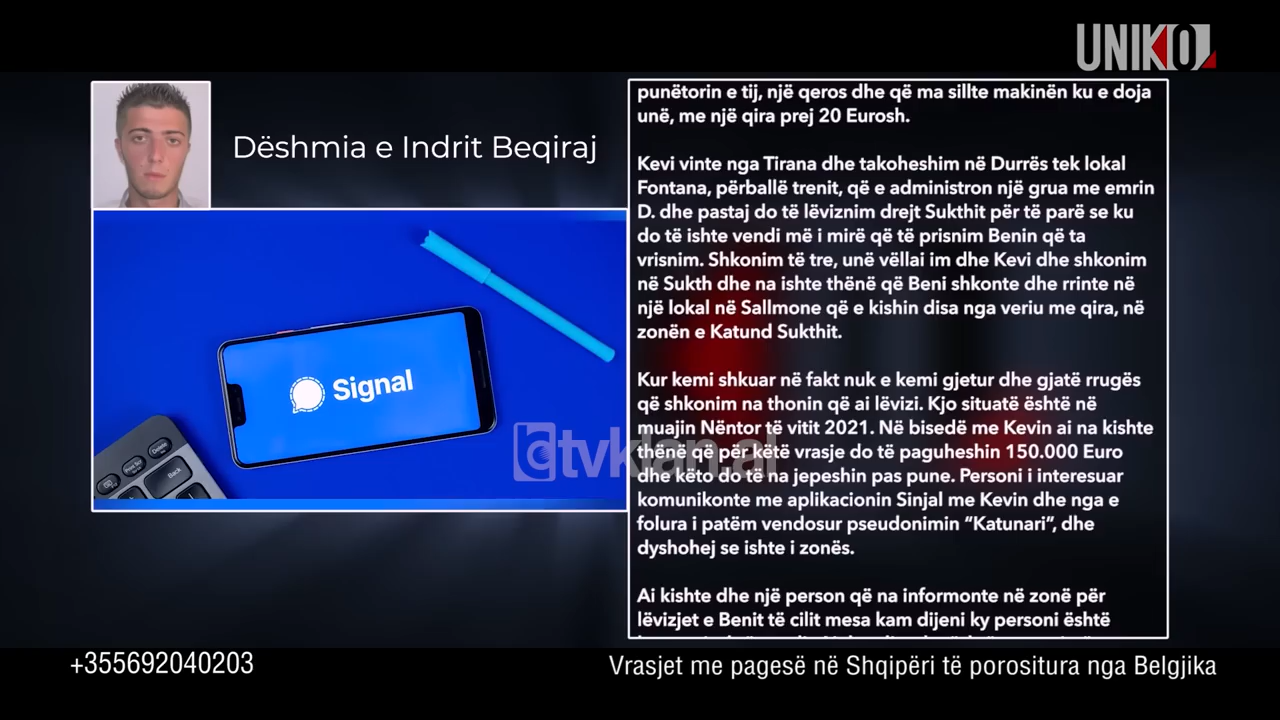 UNIKO
Dëshmia e Indrit Beqiraj
Signal
Back
tvklan.al
punëtorin e tij, një qeros dhe që ma sillte makinën ku e doja
unë, me një qira prej 20 Eurosh.
Kevi vinte nga Tirana dhe takoheshim në Durrës tek lokal
Fontana, përballë trenit, që e administron një grua me emrin
D. dhe pastaj do të lëviznim drejt Sukthit për të parë se ku
do të ishte vendi më i mirë që të prisnim Benin që ta
vrisnim. Shkonim të tre, unë vëllai im dhe Kevi dhe shkonim
në Sukth dhe na ishte thënë që Beni shkonte dhe rrinte në
një lokal në Sallmone që e kishin disa nga veriu me qira, në
zonën e Katund Sukthit.
Kur kemi shkuar në fakt nuk e kemi gjetur dhe gjatë rrugës
që shkonim na thonin që ai lëvizi. Kjo situatë është në
muajin Nëntor të vitit 2021. Në bisedë me Kevin ai na kishte
thënë që për këtë vrasje do të paguheshin 150.000 Euro
dhe këto do të na jepeshin pas pune. Personi i interesuar
komunikonte me aplikacionin Sinjal me Kevin dhe nga e
folura i patëm vendosur pseudonimin “Katunari”, dhe
dyshohej se ishte i zonës.
Ai kishte dhe një person që na informonte në zonë për
lëvizjet e Benit të cilit mesa kam dijeni ky personi është
+355692040203
Vrasjet me pagesë në Shqipëri të porositura nga Belgjika